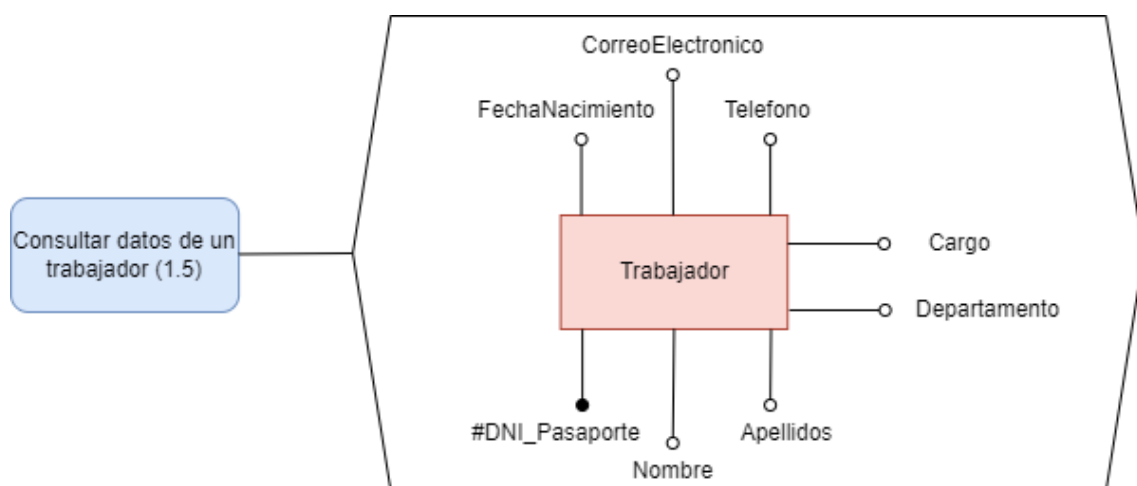 CorreoElectronico
FechaNacimiento
Telefono
Consultar datos de un
trabajador (1.5)
Trabajador
Cargo
Departamento
#DNI_Pasaporte
Apellidos
Nombre